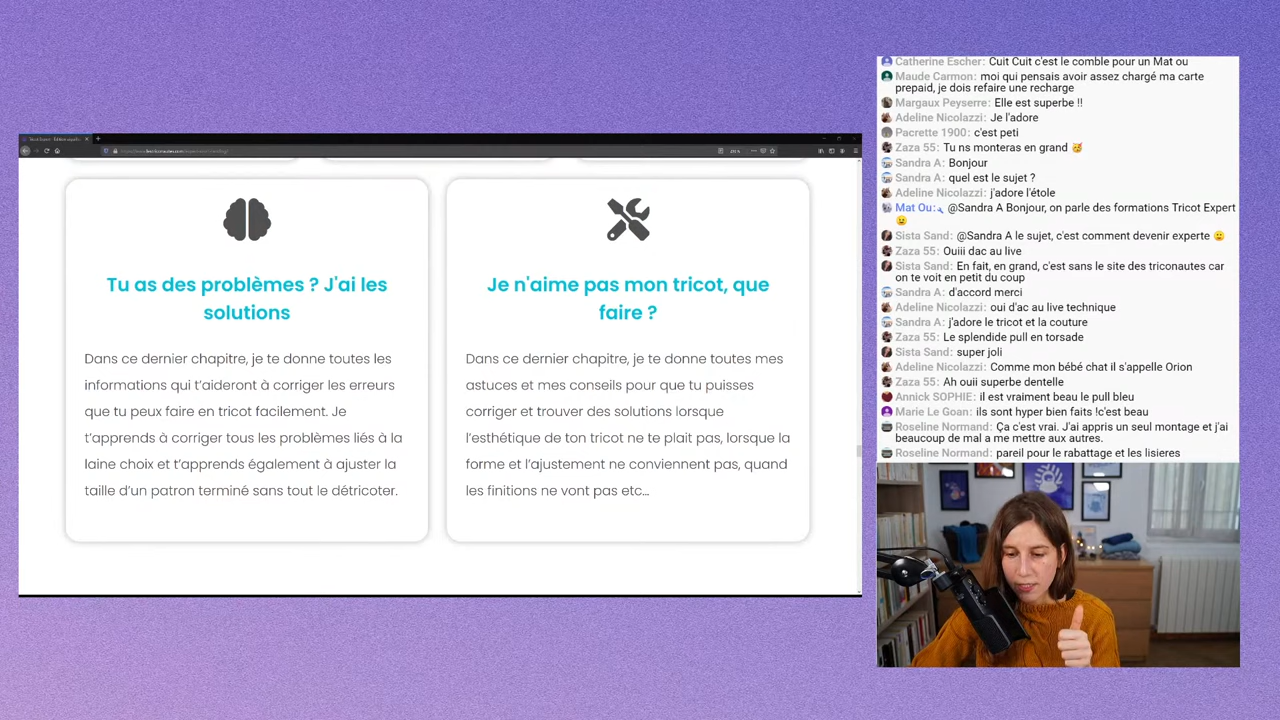 Tu as des problèmes ? J'ai les
solutions
Dans ce dernier chapitre, je te donne toutes les
informations qui t'aideront à corriger les erreurs
que tu peux faire en tricot facilement. Je
t'apprends à corriger tous les problèmes liés à la
laine choix et t'apprends également à ajuster la
taille d'un patron terminé sans tout le détricoter.
Je n'aime pas mon tricot, que
faire ?
Dans ce dernier chapitre, je te donne toutes mes
astuces et mes conseils pour que tu puisses
corriger et trouver des solutions lorsque
l'esthétique de ton tricot ne te plait pas, lorsque la
forme et l'ajustement ne conviennent pas, quand
les finitions ne vont pas etc...
Catherine Escher: Cuit Cuit c'est le comble pour un Mat ou
Maude Carmon: moi qui pensais avoir assez chargé ma carte
prepaid, je dois refaire une recharge
Margaux Peyserre: Elle est superbe !!
Adeline Nicolazzi: Je l'adore
Pacrette 1900: c'est peti
Zaza 55: Tu ns monteras en grand 🥳
Sandra A: Bonjour
Sandra A: quel est le sujet ?
Adeline Nicolazzi: j'adore l'étole
Mat Ou: @Sandra A Bonjour, on parle des formations Tricot Expert
😉
Sista Sand: @Sandra A le sujet, c'est comment devenir experte 🙂
Zaza 55: Ouiii dac au live
Sista Sand: En fait, en grand, c'est sans le site des triconautes car
on te voit en petit du coup
Sandra A: d'accord merci
Adeline Nicolazzi: oui d'ac au live technique
Sandra A: j'adore le tricot et la couture
Zaza 55: Le splendide pull en torsade
Sista Sand: super joli
Adeline Nicolazzi: Comme mon bébé chat il s'appelle Orion
Zaza 55: Ah ouii superbe dentelle
Annick SOPHIE: il est vraiment beau le pull bleu
Marie Le Goan: ils sont hyper bien faits !c'est beau
Roseline Normand: Ça c'est vrai. J'ai appris un seul montage et j'ai
beaucoup de mal a me mettre aux autres.
Roseline Normand: pareil pour le rabattage et les lisieres